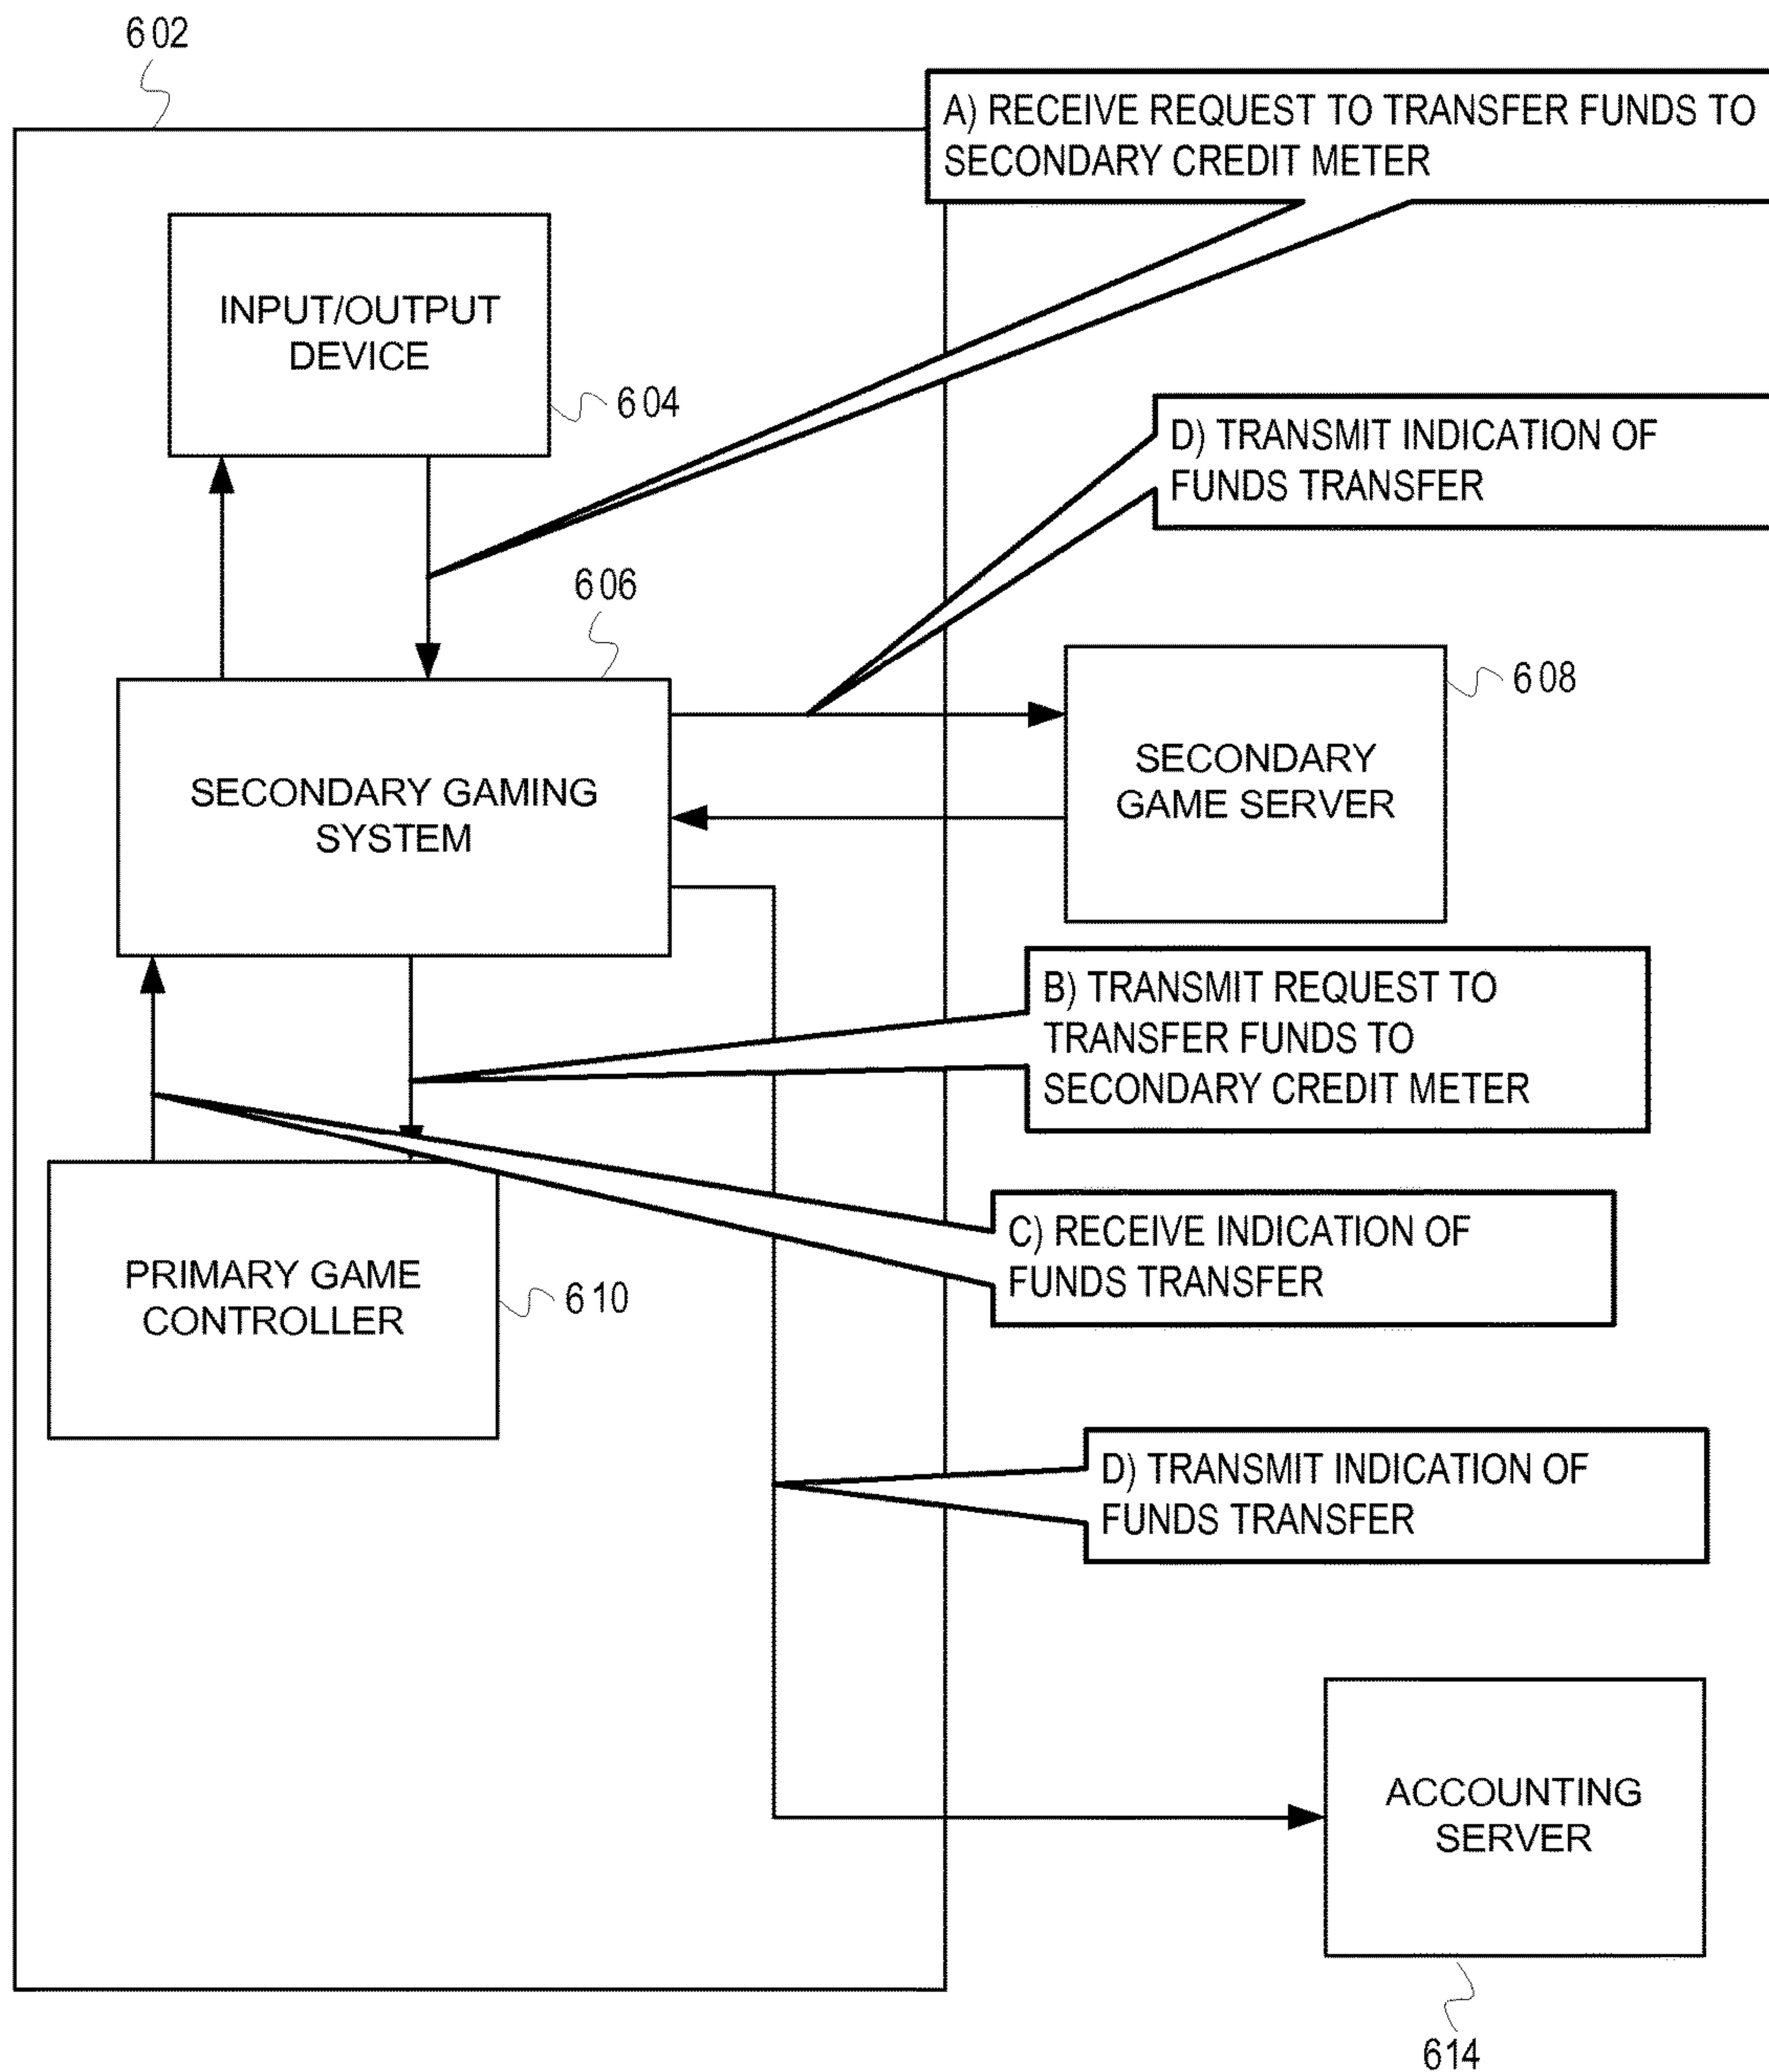 602
A) RECEIVE REQUEST TO TRANSFER FUNDS TO
SECONDARY CREDIT METER
INPUT/OUTPUT
DEVICE
604
D) TRANSMIT INDICATION OF
FUNDS TRANSFER
606
608
SECONDARY GAMING
SYSTEM
SECONDARY
GAME SERVER
B) TRANSMIT REQUEST TO
TRANSFER FUNDS TO
SECONDARY CREDIT METER
C) RECEIVE INDICATION OF
FUNDS TRANSFER
PRIMARY GAME
CONTROLLER
610
D) TRANSMIT INDICATION OF
FUNDS TRANSFER
ACCOUNTING
SERVER
614